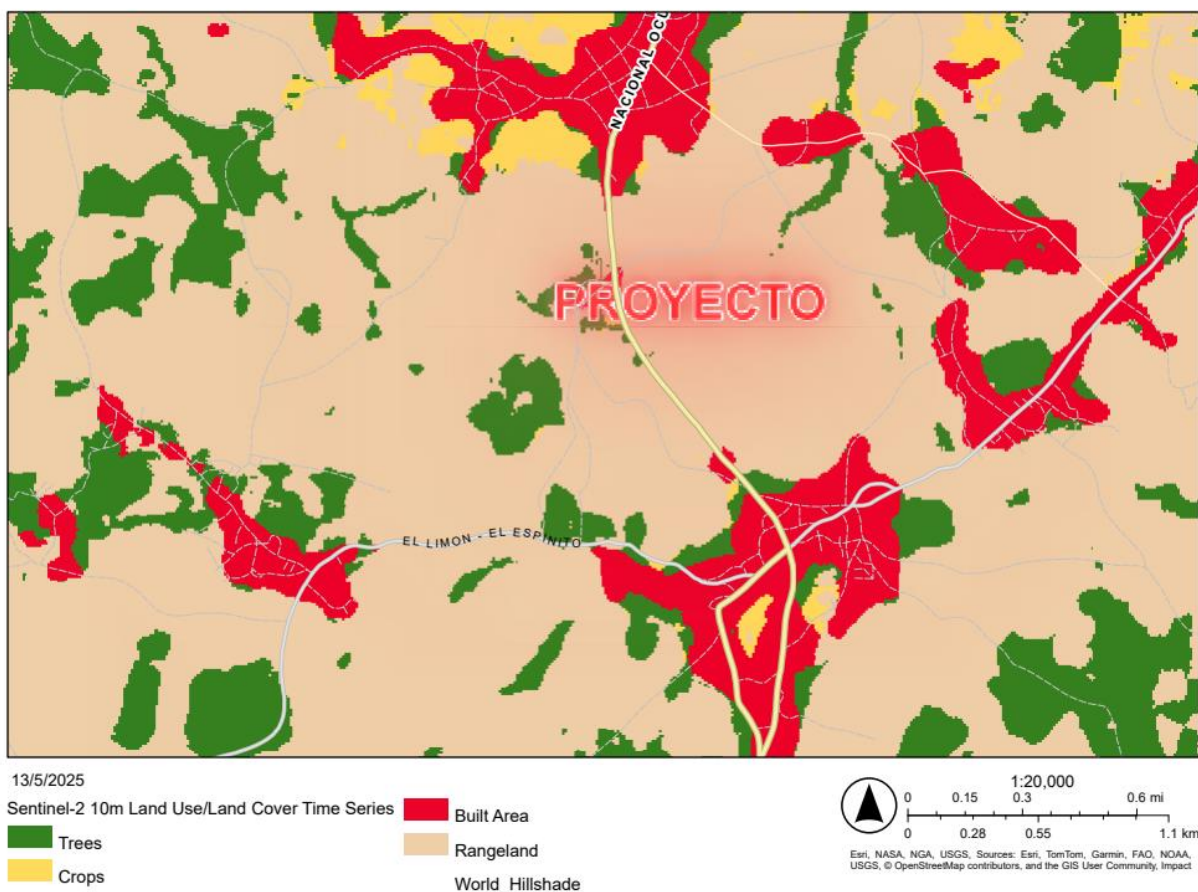 NACIONAL OCU
PROYECTO
EL LIMON - EL ESPINITO
13/5/2025
Sentinel-2 10m Land Use/Land Cover Time Series
Trees
Crops
Built Area
Rangeland
World Hillshade
1:20,000
0 0.15 0.3 0.6 mi
0 0.28 0.55 1.1 km
Esri, NASA, NGA, USGS, Sources: Esri, TomTom, Garmin, FAO, NOAA,
USGS, © OpenStreetMap contributors, and the GIS User Community, Impact